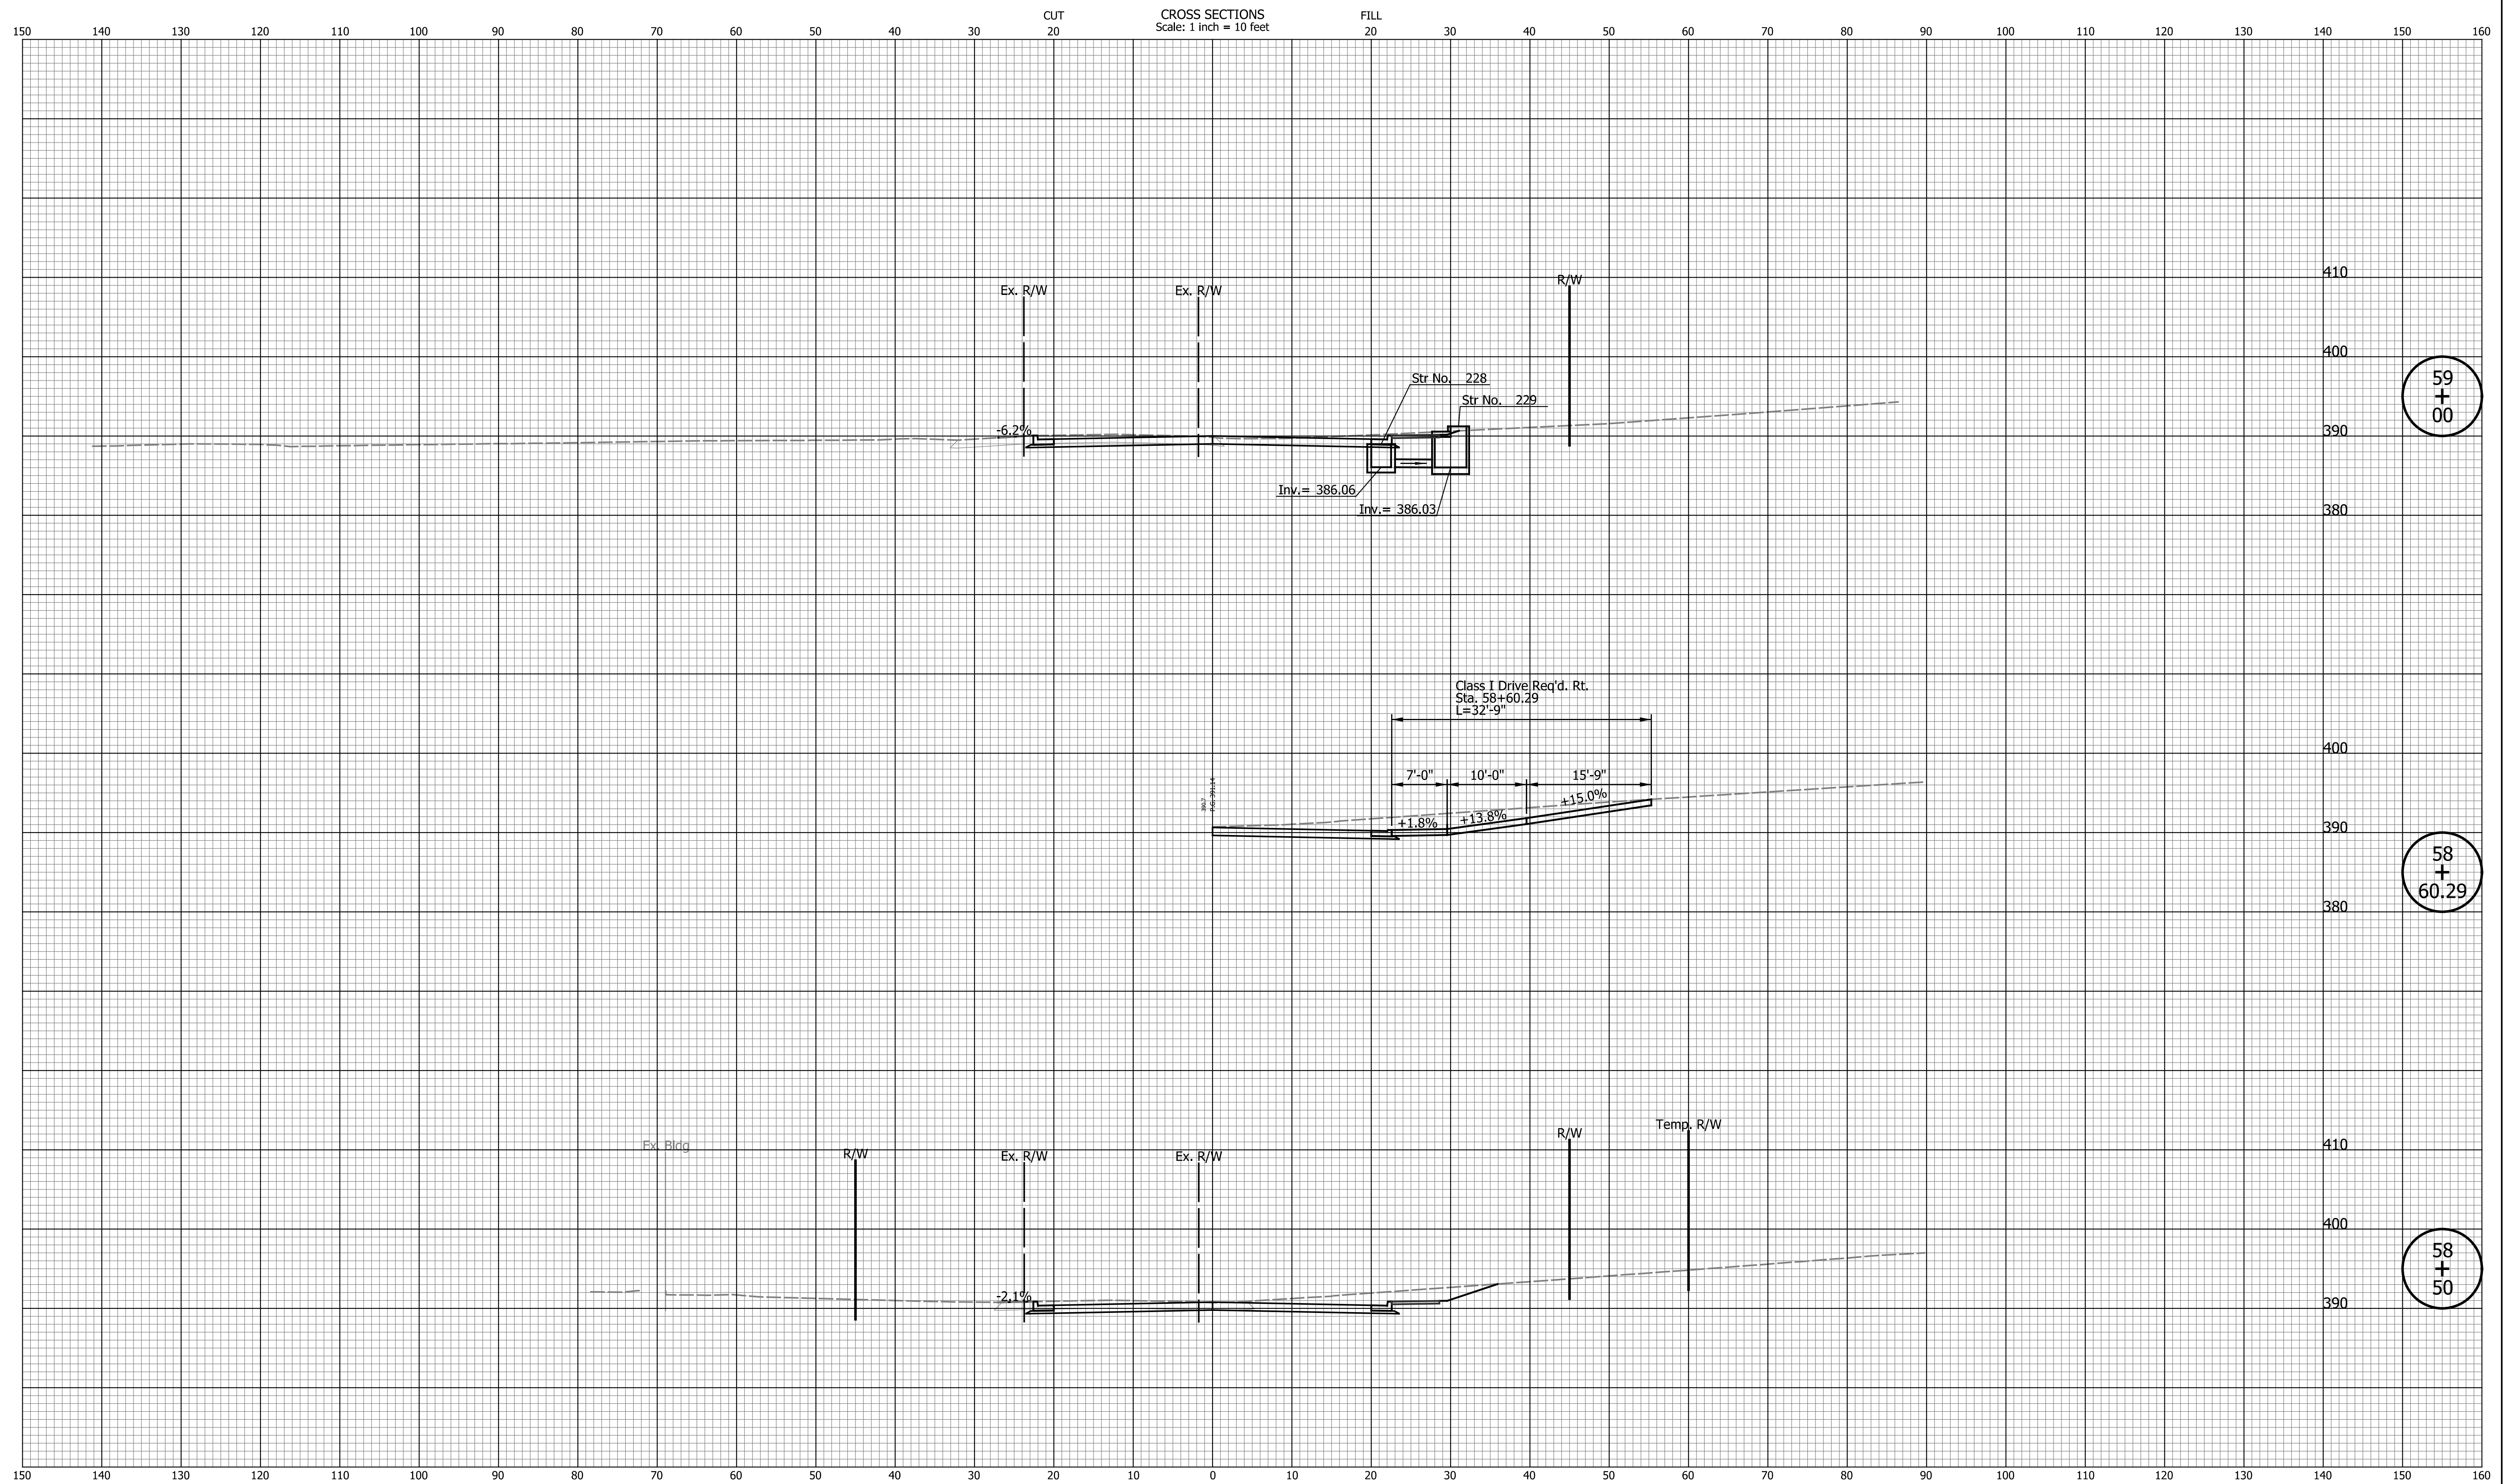 CUT CROSS SECTIONS FILL
Scale: 1 inch = 10 feet
150 140 130 120 110 100 90 80 70 60 50 40 30 20 20 30 40 50 60 70 80 90 100 110 120 130 140 150 160
410
R/W
Ex. R/W Ex. R/W
400
Str No. 228
59
+
00
Str No. 229
-6.2%
390
Inv.= 386.06
Inv.= 386.03
380
Class I Drive Req'd. Rt.
Sta. 58+60.29
L=32'-9"
400
7'-0" 10'-0" 15'-9"
P.G. 391.14
+15.0%
+13.8%
+1.8%
390
58
+
60.29
380
Temp. R/W
R/W
Ex. Bldg
410
R/W
Ex. R/W Ex. R/W
400
58
+
50
-2.1%
390
150 140 130 120 110 100 90 80 70 60 50 40 30 20 10 0 10 20 30 40 50 60 70 80 90 100 110 120 130 140 150 160